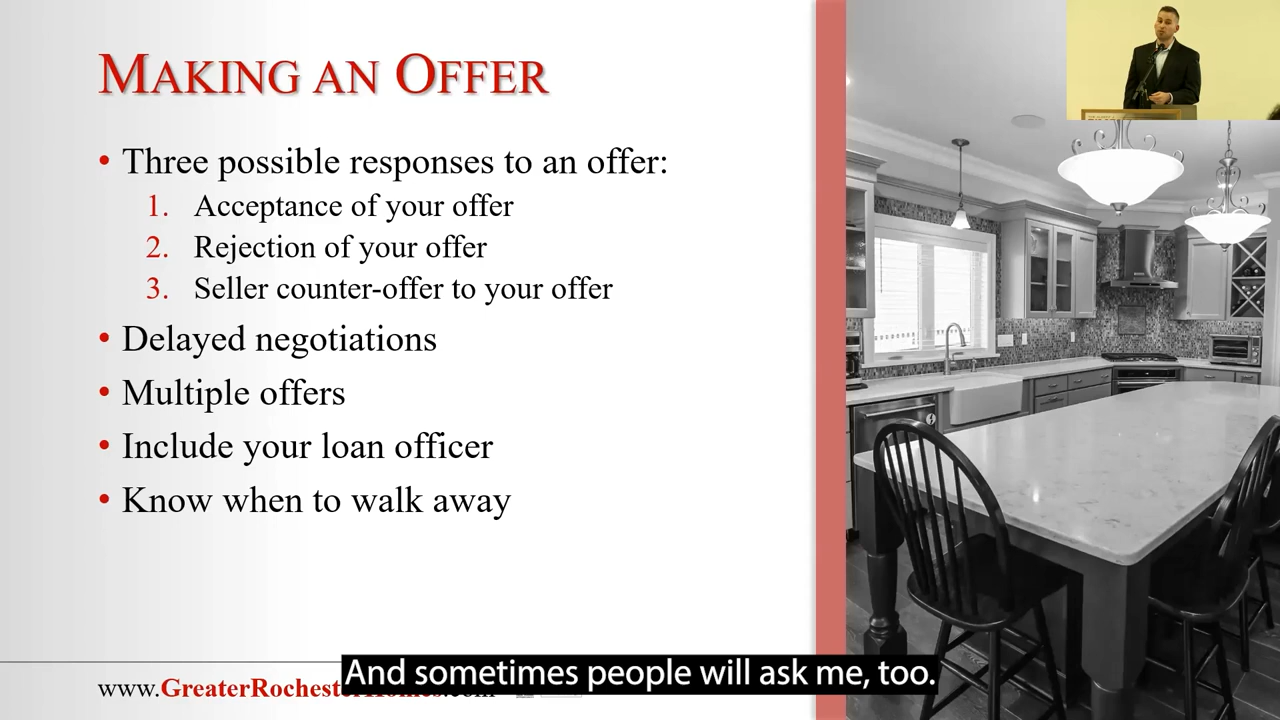 MAKING AN OFFER
• Three possible responses to an offer:
1. Acceptance of your offer
2. Rejection of your offer
3. Seller counter-offer to your offer
• Delayed negotiations
• Multiple offers
• Include your loan officer
• Know when to walk away
And sometimes people will ask me, too.
www.GreaterRochesterHomes.com